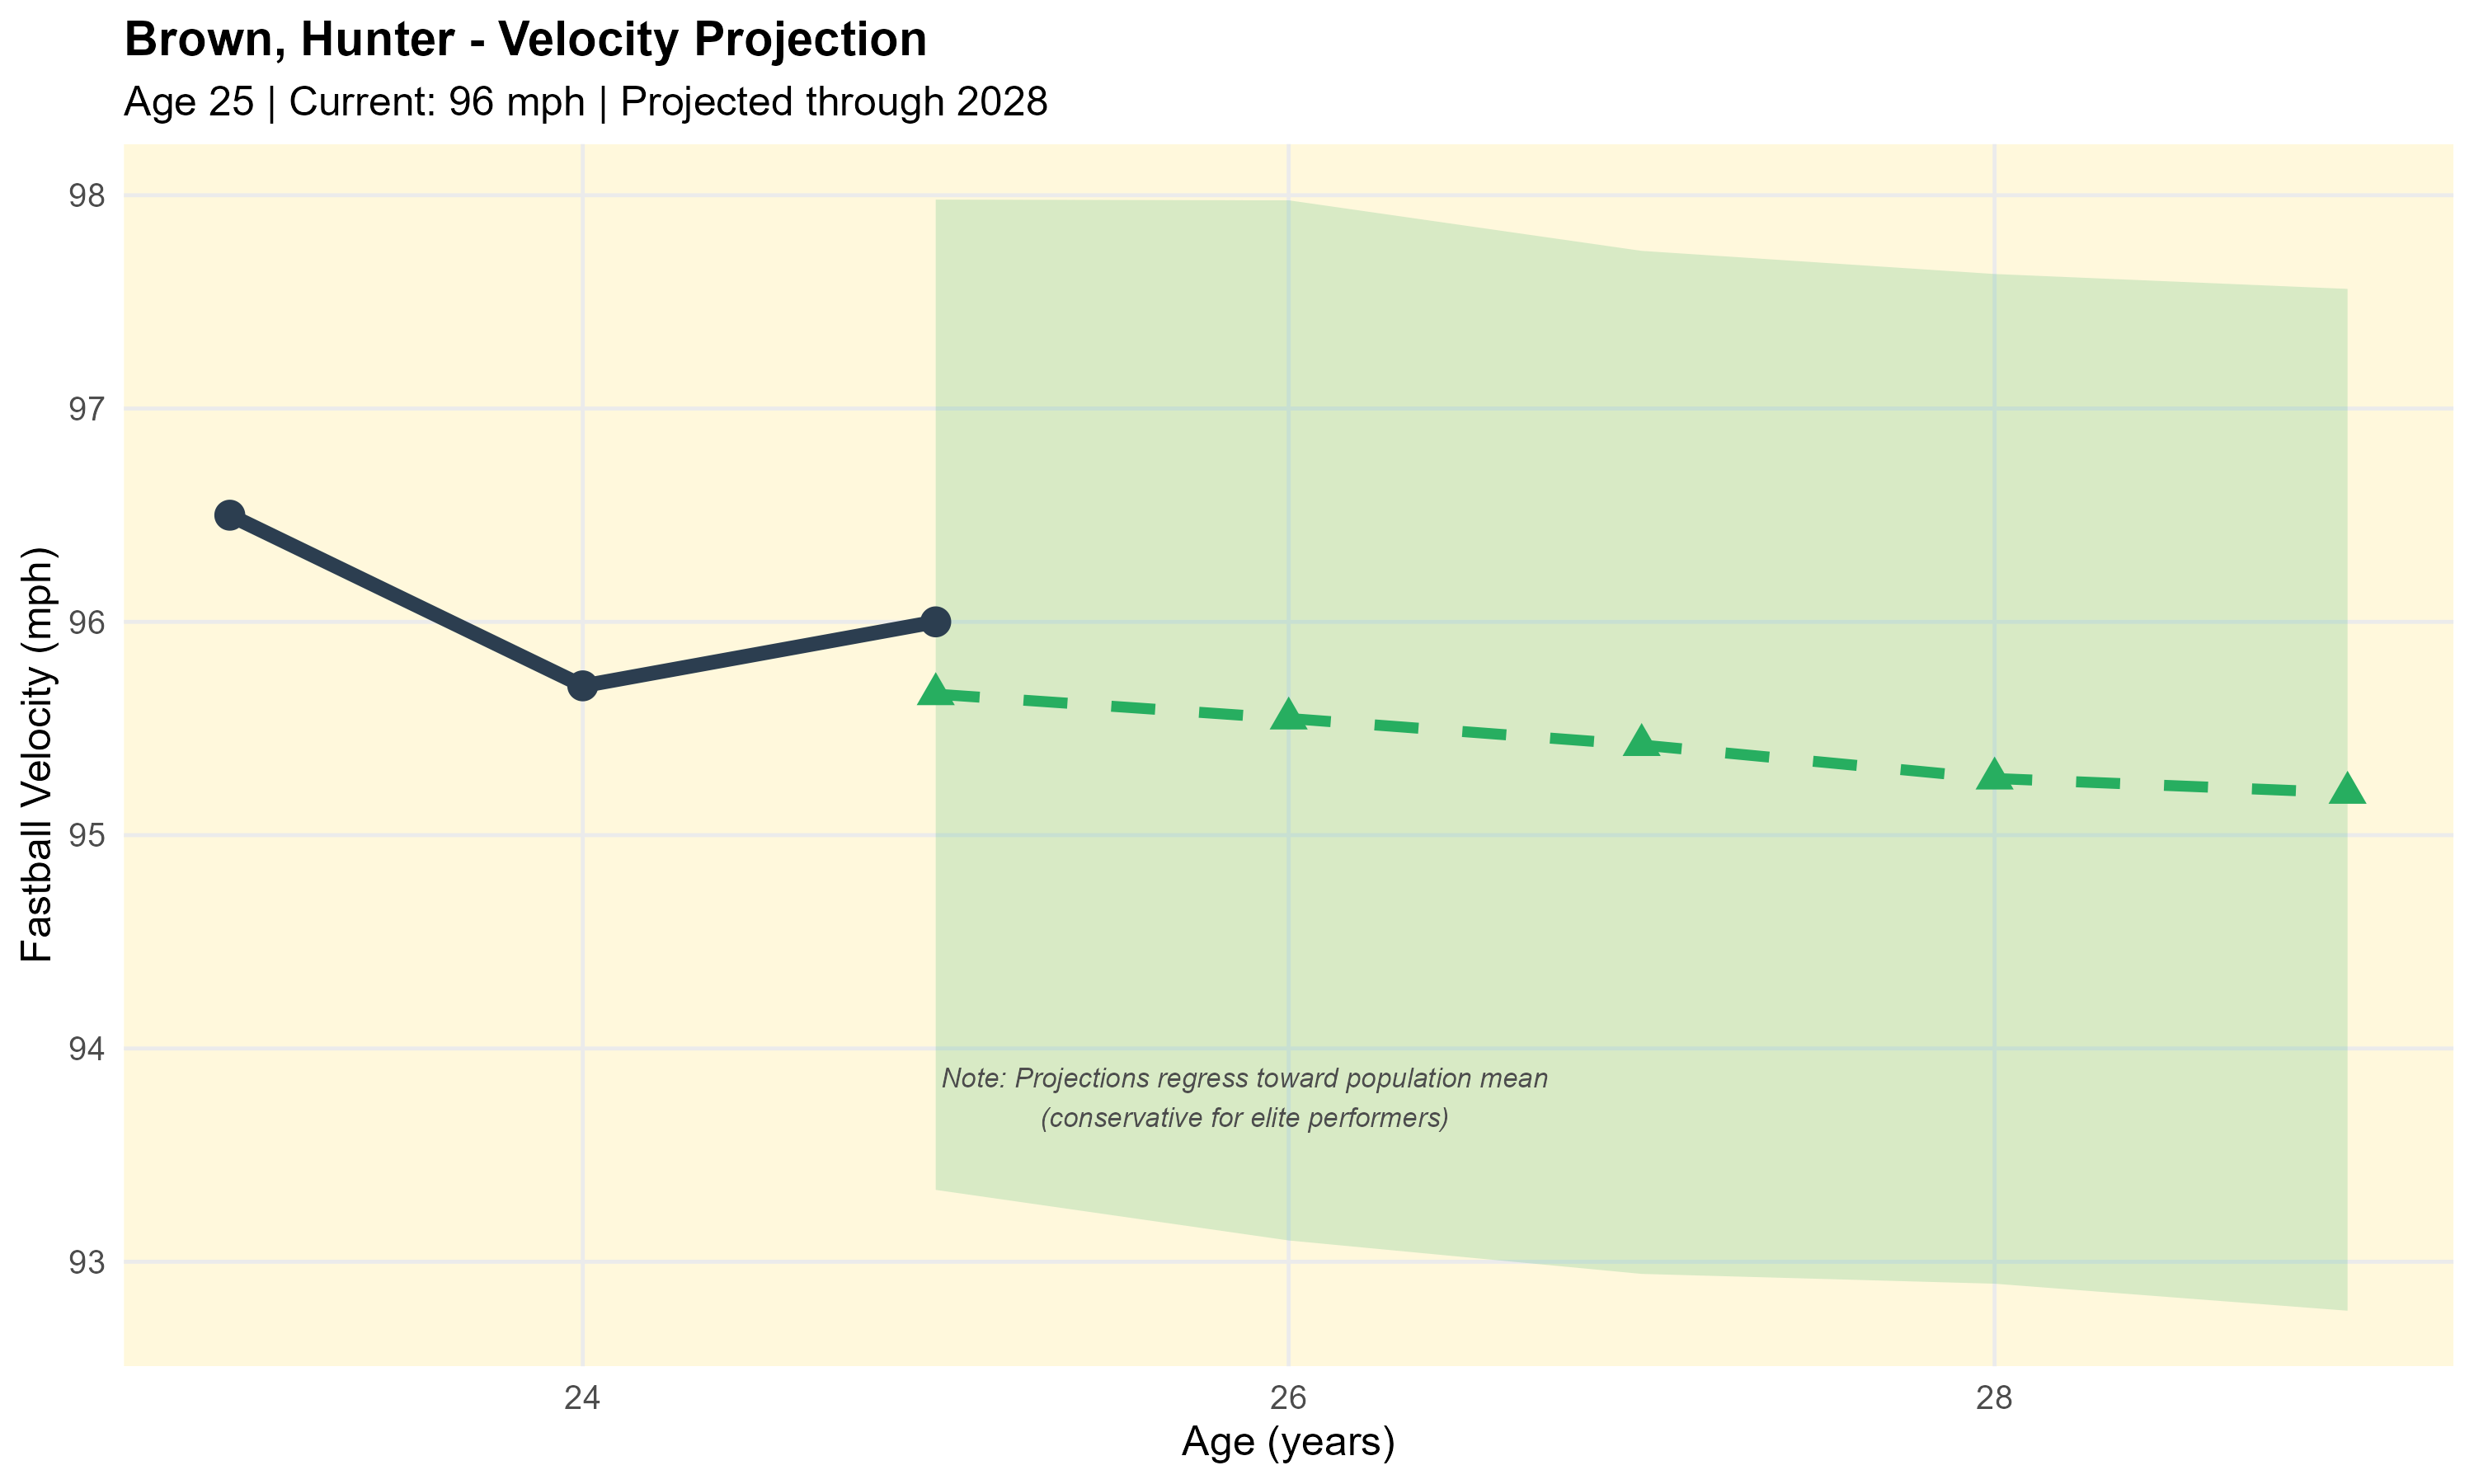 Brown, Hunter - Velocity Projection
Age 25 | Current: 96 mph | Projected through 2028
98
97
96
95
94
93
Fastball Velocity (mph)
Note: Projections regress toward population mean
(conservative for elite performers)
24
26
28
Age (years)